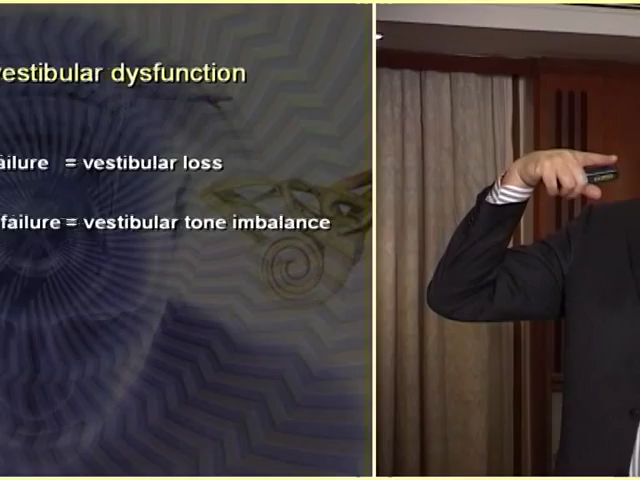 vestibular dysfunction
ailure = vestibular loss
failure = vestibular tone imbalance